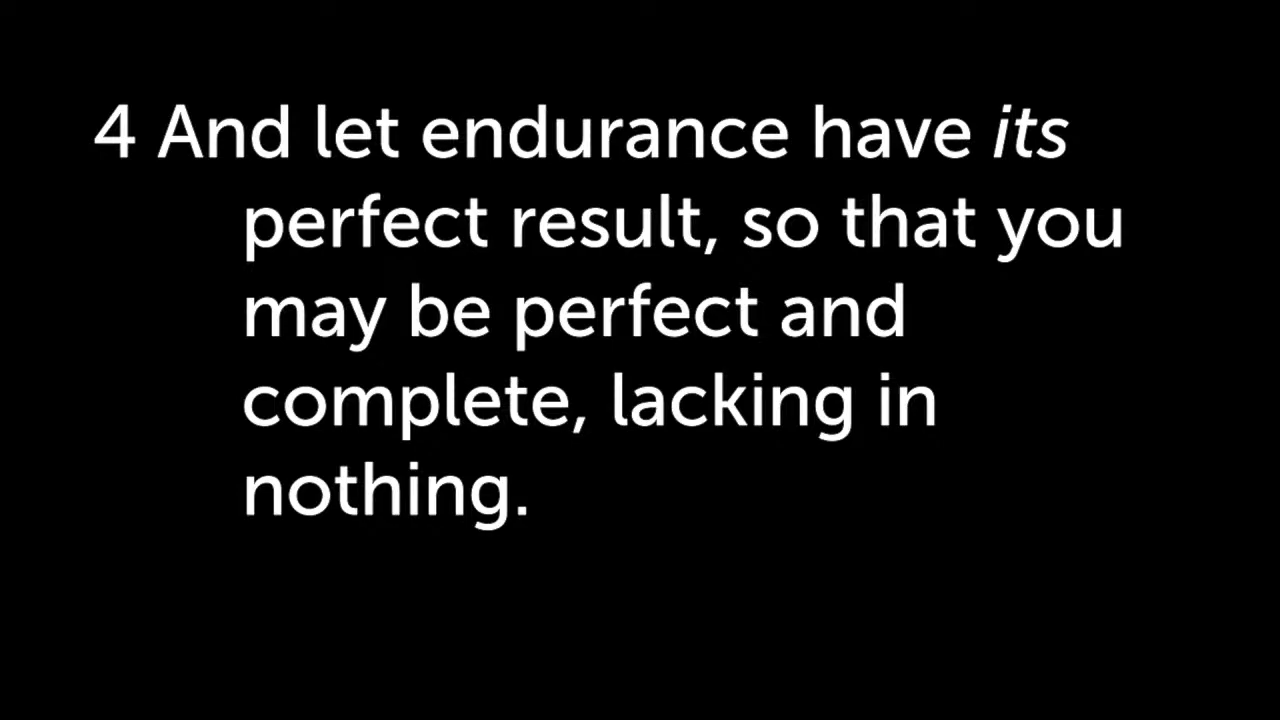 4 And let endurance have its
perfect result, so that you
may be perfect and
complete, lacking in
nothing.